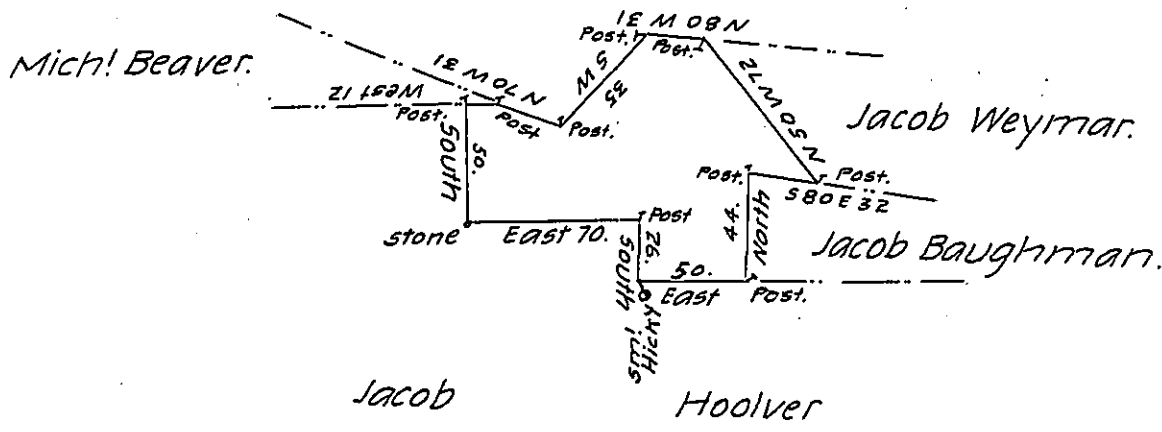 Mich! Beaver.
West 12
N 70 W 31
Post.
Post
Post.
S W
35
Post.
N 80 W 31
Post.
N 50 W 72
Jacob Weymar.
Post.
Post.
S 80 E 32
44.
North
Jacob Baughman.
South
50.
stone
East 70.
Post
26.
South
50.
East
Post.
Hicky
Jacob Hoolver